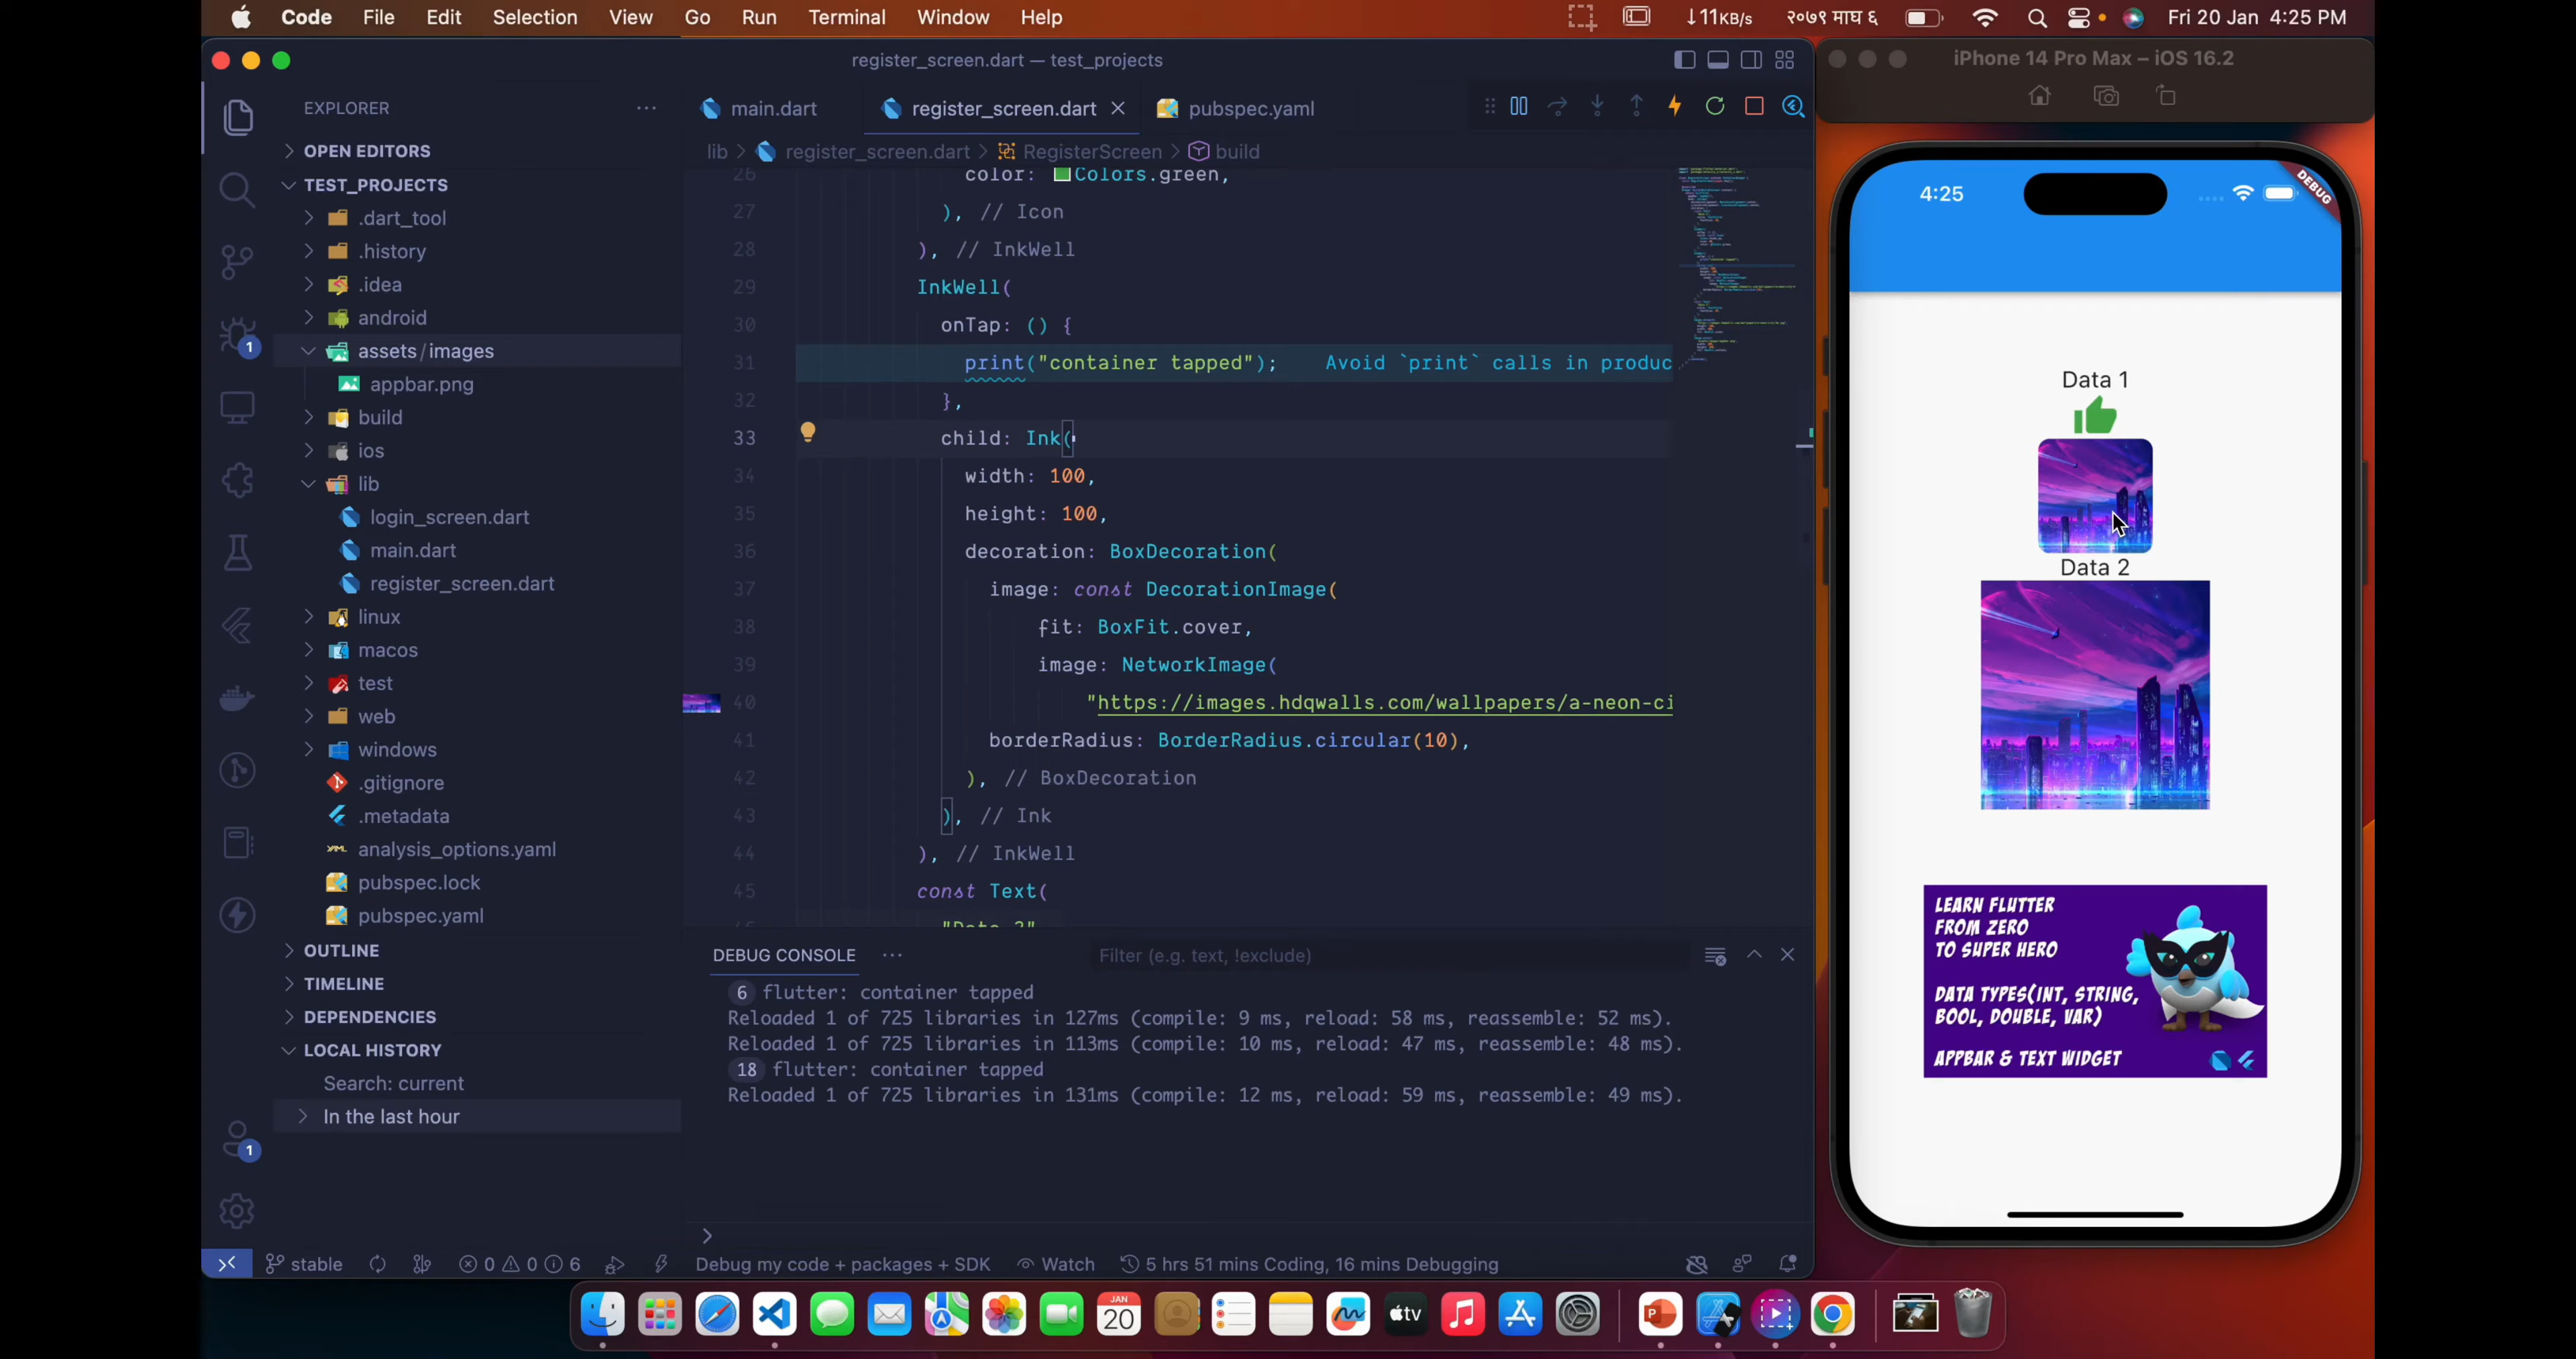 Code File Edit Selection View Go Run Terminal Window Help
↓11KB/s २०७९ माघ ६ Fri 20 Jan 4:25 PM
register_screen.dart — test_projects
iPhone 14 Pro Max – iOS 16.2
EXPLORER
main.dart
register_screen.dart
pubspec.yaml
lib > register_screen.dart > RegisterScreen > build
OPEN EDITORS
TEST_PROJECTS
.dart_tool
.history
.idea
android
assets/images
appbar.png
build
ios
lib
login_screen.dart
main.dart
register_screen.dart
linux
macos
test
web
windows
.gitignore
.metadata
analysis_options.yaml
pubspec.lock
pubspec.yaml
OUTLINE
TIMELINE
DEPENDENCIES
LOCAL HISTORY
Search: current
In the last hour
1
1
26 color: Colors.green,
27 ), // Icon
28 ), // InkWell
29 InkWell(
30 onTap: () {
31 print("container tapped"); Avoid `print` calls in produc
32 },
33 child: Ink(
34 width: 100,
35 height: 100,
36 decoration: BoxDecoration(
37 image: const DecorationImage(
38 fit: BoxFit.cover,
39 image: NetworkImage(
40 "https://images.hdqwalls.com/wallpapers/a-neon-ci
41 borderRadius: BorderRadius.circular(10),
42 ), // BoxDecoration
43 ), // Ink
44 ), // InkWell
45 const Text(
"Data 2"
DEBUG CONSOLE
Filter (e.g. text, !exclude)
6 flutter: container tapped
Reloaded 1 of 725 libraries in 127ms (compile: 9 ms, reload: 58 ms, reassemble: 52 ms).
Reloaded 1 of 725 libraries in 113ms (compile: 10 ms, reload: 47 ms, reassemble: 48 ms).
18 flutter: container tapped
Reloaded 1 of 725 libraries in 131ms (compile: 12 ms, reload: 59 ms, reassemble: 49 ms).
stable 0 0 6 Debug my code + packages + SDK Watch 5 hrs 51 mins Coding, 16 mins Debugging
4:25
DEBUG
Data 1
Data 2
LEARN FLUTTER
FROM ZERO
TO SUPER HERO
DATA TYPES(INT, STRING,
BOOL, DOUBLE, VAR)
APPBAR & TEXT WIDGET
JAN
20
tv